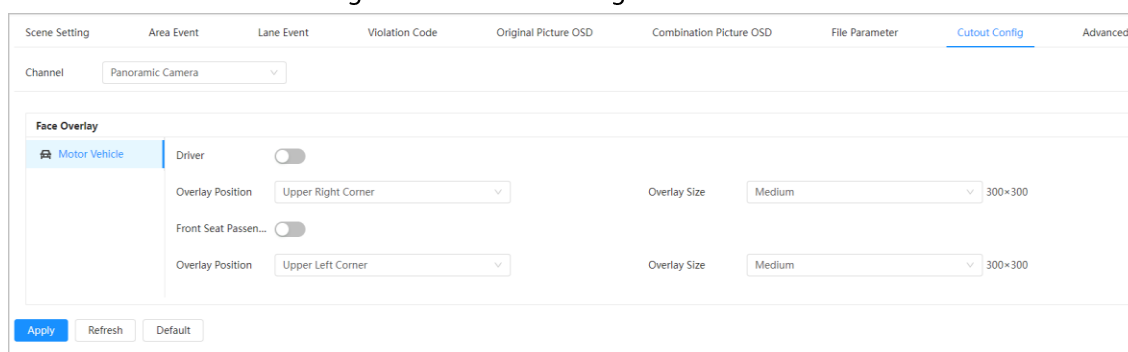 Scene Setting Area Event Lane Event Violation Code Original Picture OSD Combination Picture OSD File Parameter Cutout Config Advanced
Channel Panoramic Camera
Face Overlay
Motor Vehicle Driver
Overlay Position Upper Right Corner Overlay Size Medium 300×300
Front Seat Passen...
Overlay Position Upper Left Corner Overlay Size Medium 300×300
Apply Refresh Default